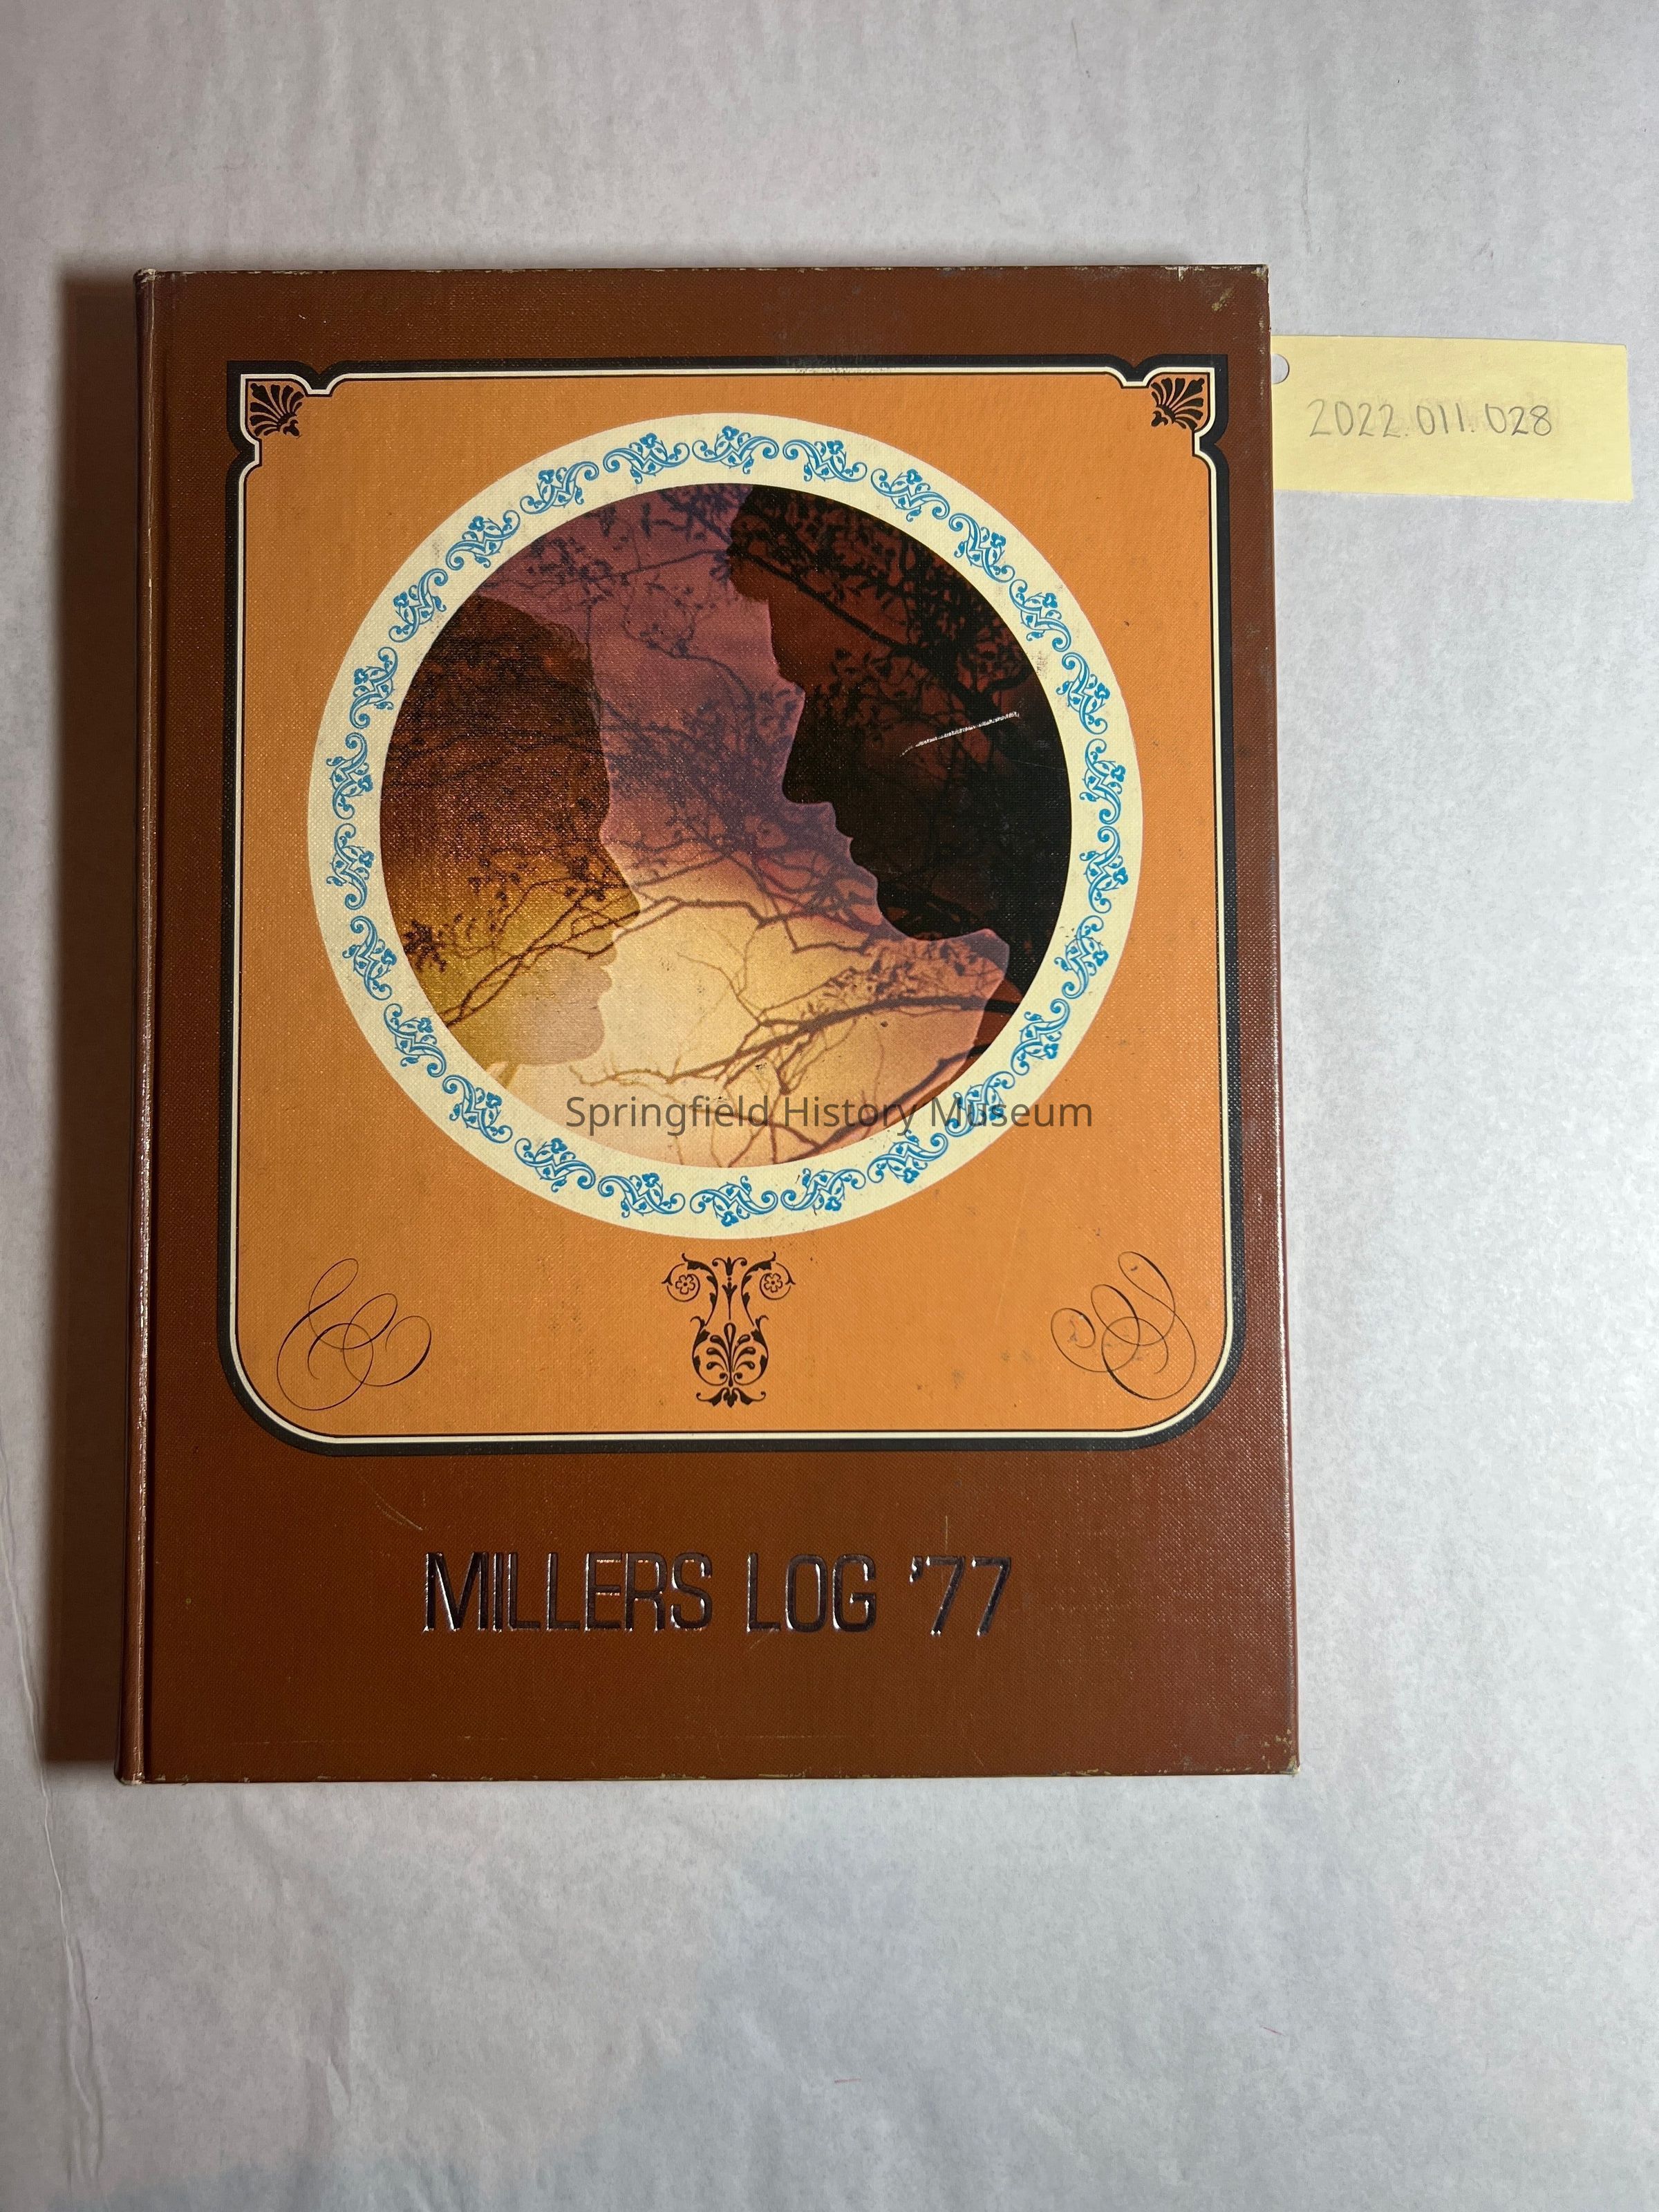 2022.011.028
Springfield History Museum
MILLERS LOG '77